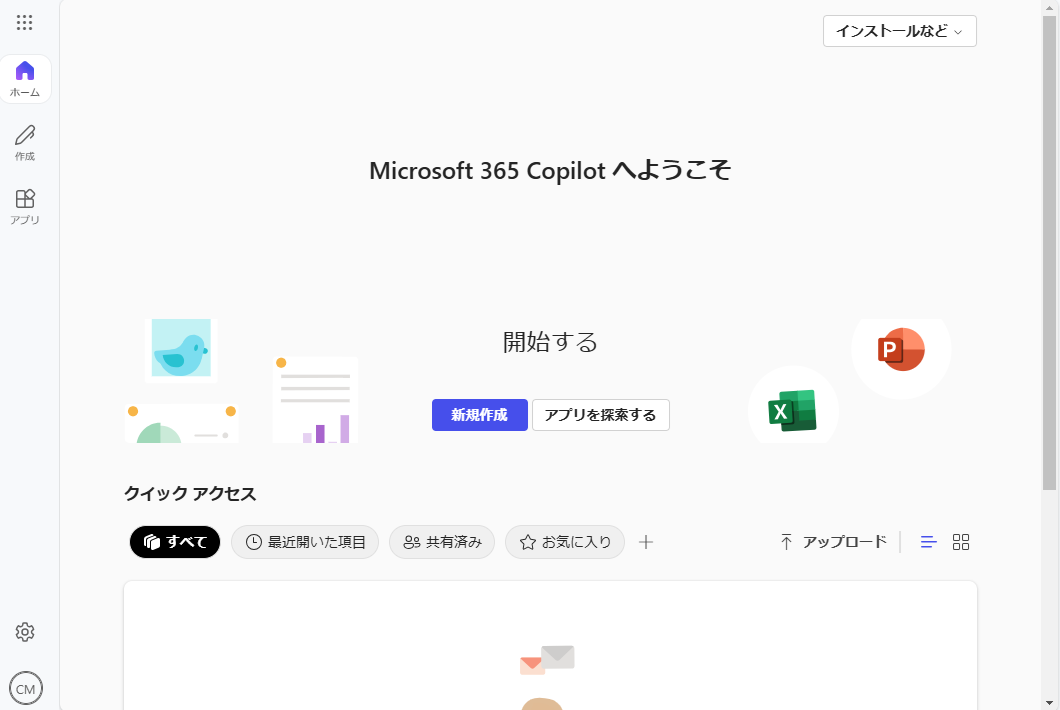 インストールなど
ホーム
作成
アプリ
Microsoft 365 Copilot へようこそ
開始する
新規作成
アプリを探索する
P
X
クイック アクセス
すべて
最近開いた項目
共有済み
お気に入り
アップロード
CM